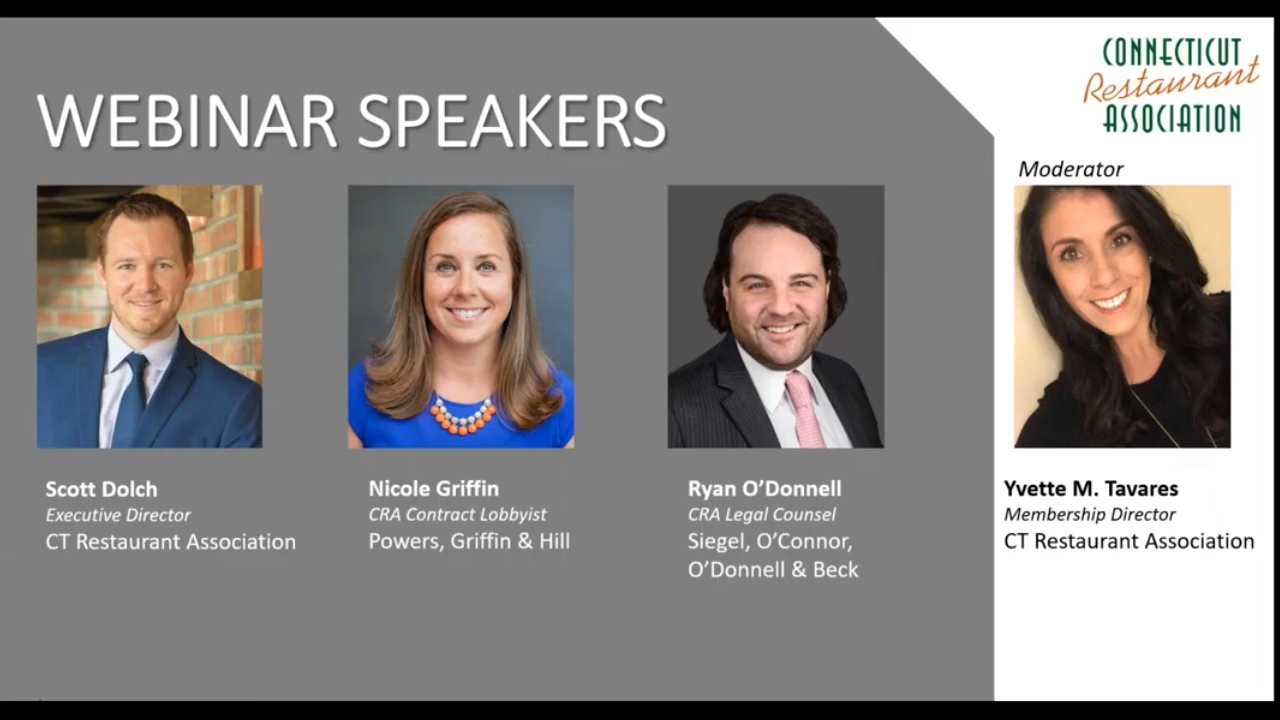 CONNECTICUT
Restaurant
ASSOCIATION
WEBINAR SPEAKERS
Moderator
Scott Dolch
Executive Director
CT Restaurant Association
Nicole Griffin
CRA Contract Lobbyist
Powers, Griffin & Hill
Ryan O’Donnell
CRA Legal Counsel
Siegel, O’Connor,
O’Donnell & Beck
Yvette M. Tavares
Membership Director
CT Restaurant Association